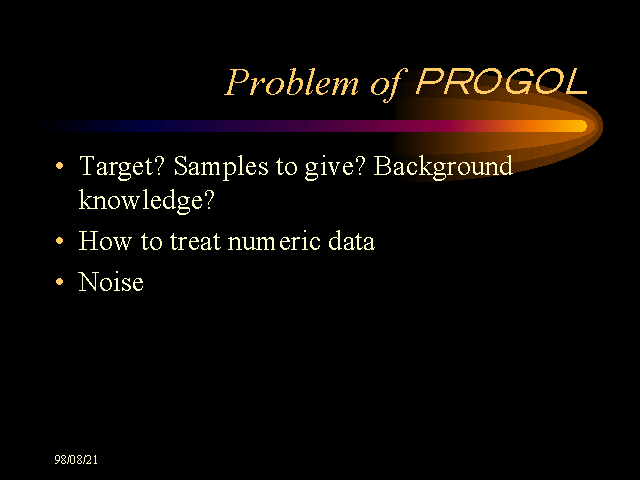 Problem of PROGOL
• Target? Samples to give? Background
knowledge?
• How to treat numeric data
• Noise
98/08/21